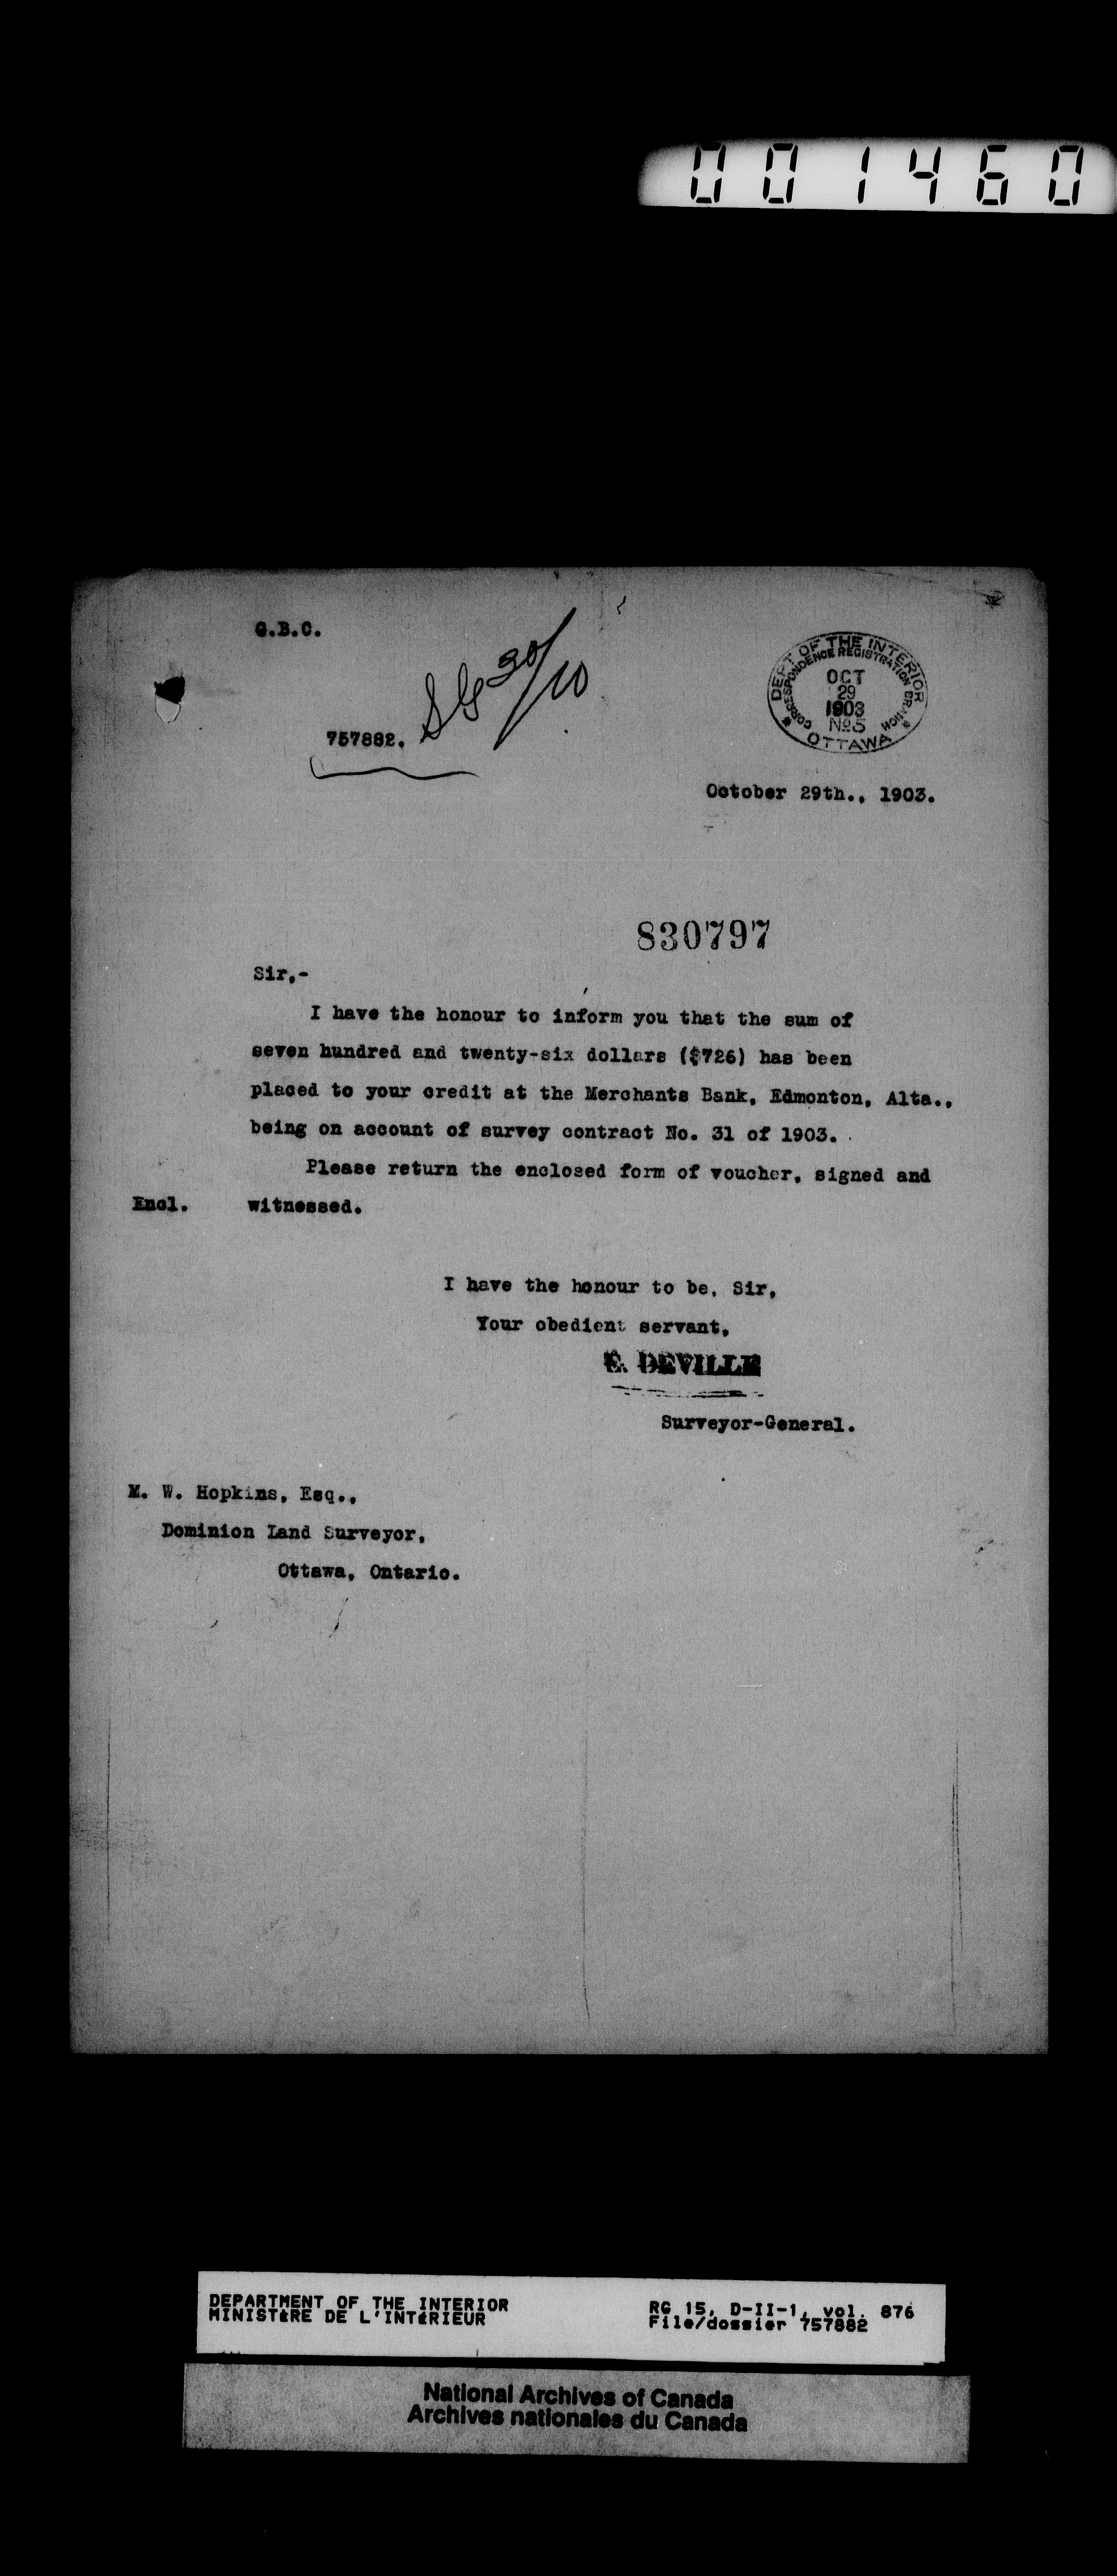 001460
G.B.C.
SG 30/10
757882.
DEPT OF THE INTERIOR
CORRESPONDENCE REGISTRATION BRANCH
OCT
29
1903
No5
OTTAWA
October 29th., 1903.
830797
Sir,-
I have the honour to inform you that the sum of
seven hundred and twenty-six dollars ($726) has been
placed to your credit at the Merchants Bank, Edmonton, Alta.,
being on account of survey contract No. 31 of 1903.
Please return the enclosed form of voucher, signed and
Encl. witnessed.
I have the honour to be, Sir,
Your obedient servant,
E. DEVILLE
Surveyor-General.
M. W. Hopkins, Esq.,
Dominion Land Surveyor,
Ottawa, Ontario.
DEPARTMENT OF THE INTERIOR
MINISTÈRE DE L'INTÉRIEUR
RG 15, D-II-1, vol. 876
File/dossier 757882
National Archives of Canada
Archives nationales du Canada